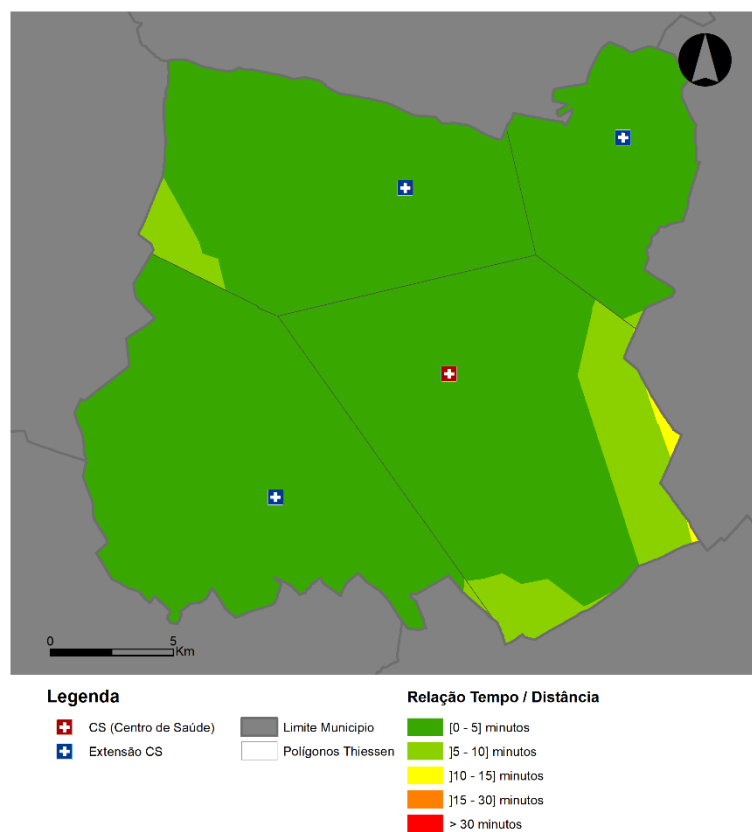 0 5
Km
Legenda
CS (Centro de Saúde)
Extensão CS
Limite Municipio
Polígonos Thiessen
Relação Tempo / Distância
[0 - 5] minutos
]5 - 10] minutos
]10 - 15] minutos
]15 - 30] minutos
> 30 minutos